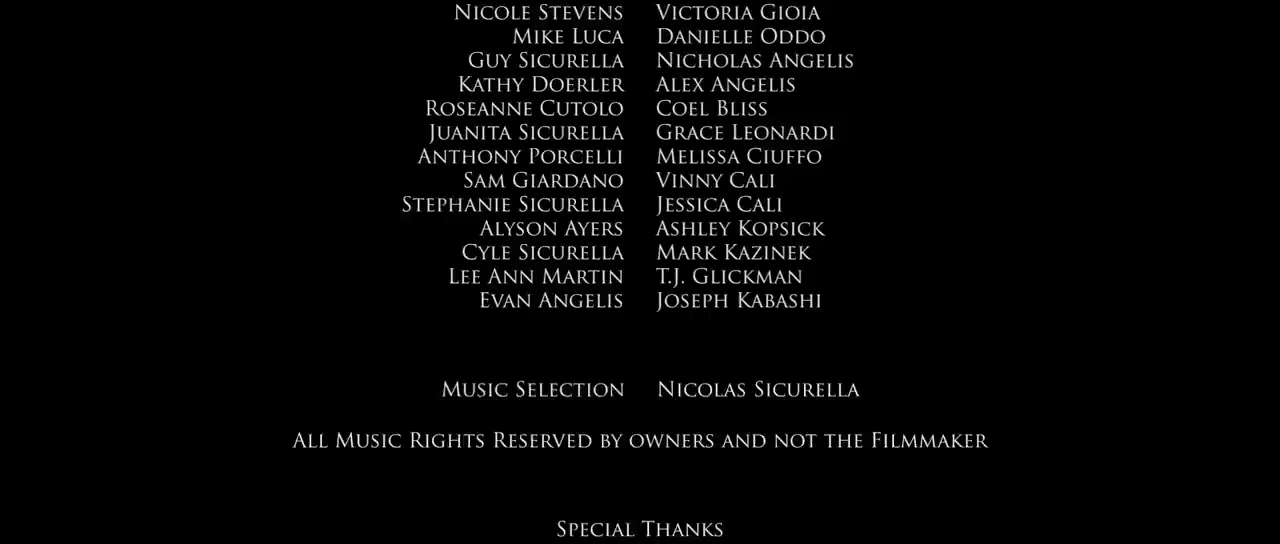 Nicole Stevens Victoria Gioia
Mike Luca Danielle Oddo
Guy Sicurella Nicholas Angelis
Kathy Doerler Alex Angelis
Roseanne Cutolo Coel Bliss
Juanita Sicurella Grace Leonardi
Anthony Porcelli Melissa Ciuffo
Sam Giardano Vinny Cali
Stephanie Sicurella Jessica Cali
Alyson Ayers Ashley Kopsick
Cyle Sicurella Mark Kazinek
Lee Ann Martin T.J. Glickman
Evan Angelis Joseph Kabashi
Music Selection Nicolas Sicurella
All Music Rights Reserved by owners and not the Filmmaker
Special Thanks